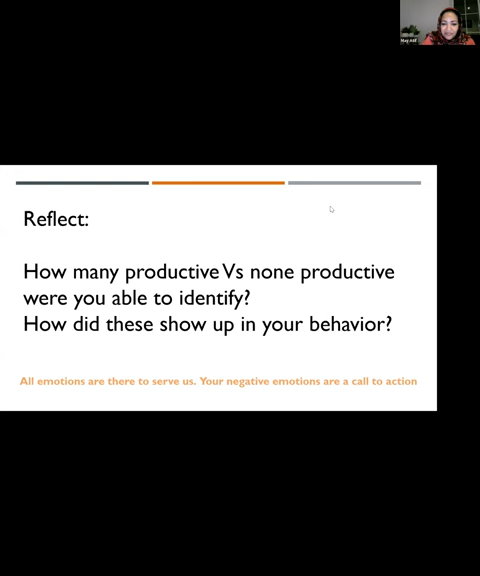 Reflect:
How many productive Vs none productive
were you able to identify?
How did these show up in your behavior?
All emotions are there to serve us. Your negative emotions are a call to action